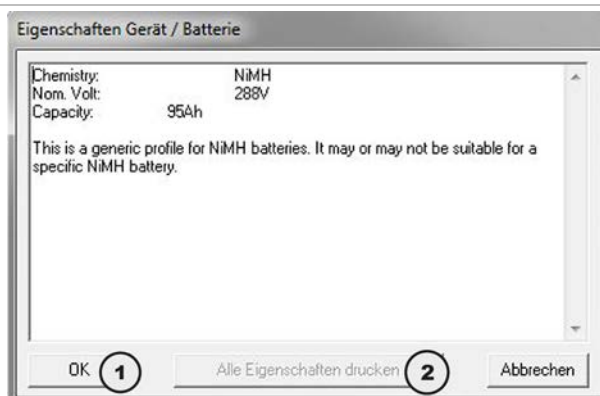 Eigenschaften Gerät / Batterie
Chemistry: NiMH
Nom. Volt: 288V
Capacity: 95Ah
This is a generic profile for NiMH batteries. It may or may not be suitable for a
specific NiMH battery.
OK 1 Alle Eigenschaften drucken 2 Abbrechen